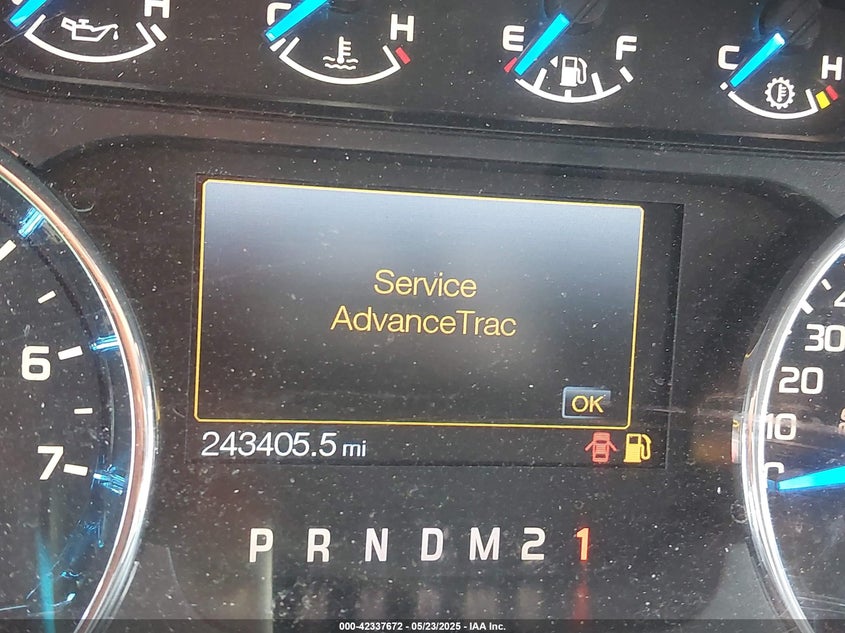 H
C H
E F
C H
Service
AdvanceTrac
OK
243405.5 mi
6
7
30
20
10
0
P R N D M 2 1
000-42337672 - 05/23/2025 - IAA Inc.